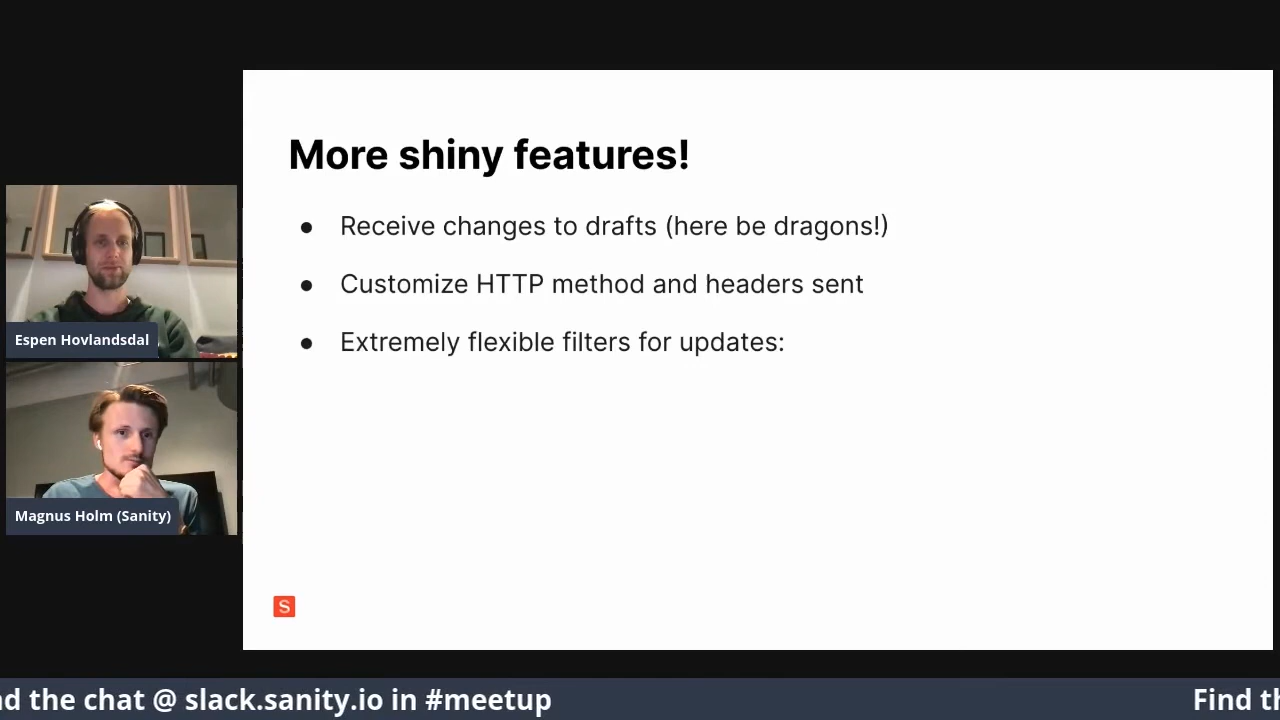 More shiny features!
● Receive changes to drafts (here be dragons!)
● Customize HTTP method and headers sent
● Extremely flexible filters for updates:
Espen Hovlandsdal
Magnus Holm (Sanity)
S
d the chat @ slack.sanity.io in #meetup
Find th